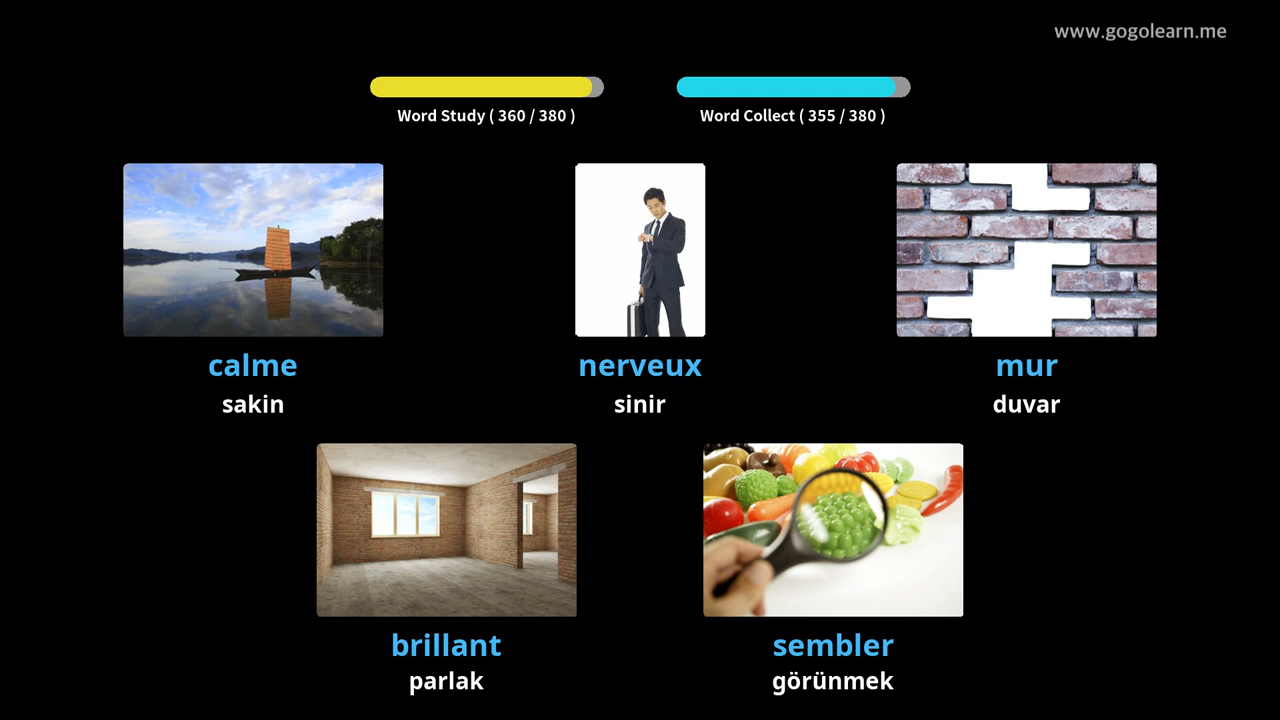 www.gogolearn.me
Word Study ( 360 / 380 )
Word Collect ( 355 / 380 )
calme
sakin
nerveux
sinir
mur
duvar
brillant
parlak
sembler
görünmek